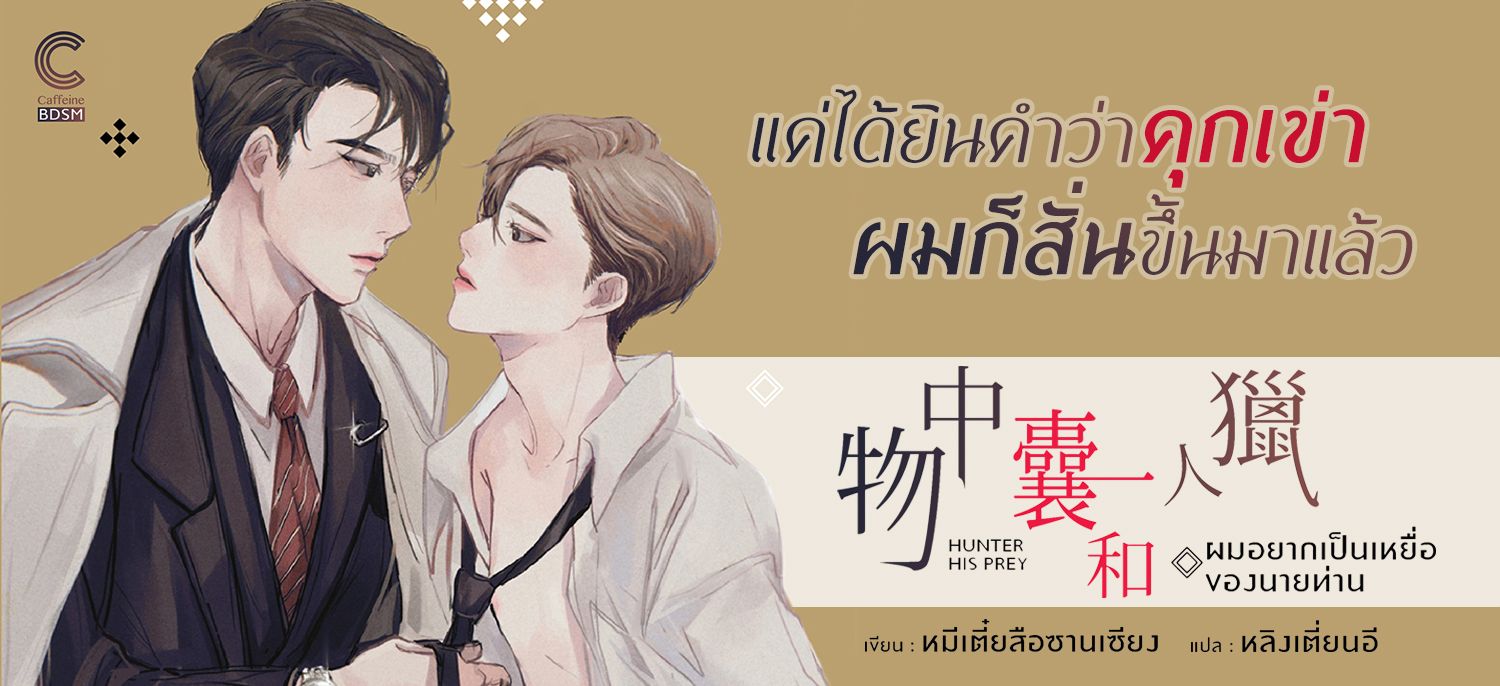 Caffeine
BDSM
แค่ได้ยินคำว่าคุกเข่า
ผมก็สั่นขึ้นมาแล้ว
獵人和囊中物
HUNTER
HIS PREY
ผมอยากเป็นเหยื่อ
ของนายท่าน
เขียน : หมีเตี๋ยสือซานเซียง แปล : หลิงเตี่ยนอี